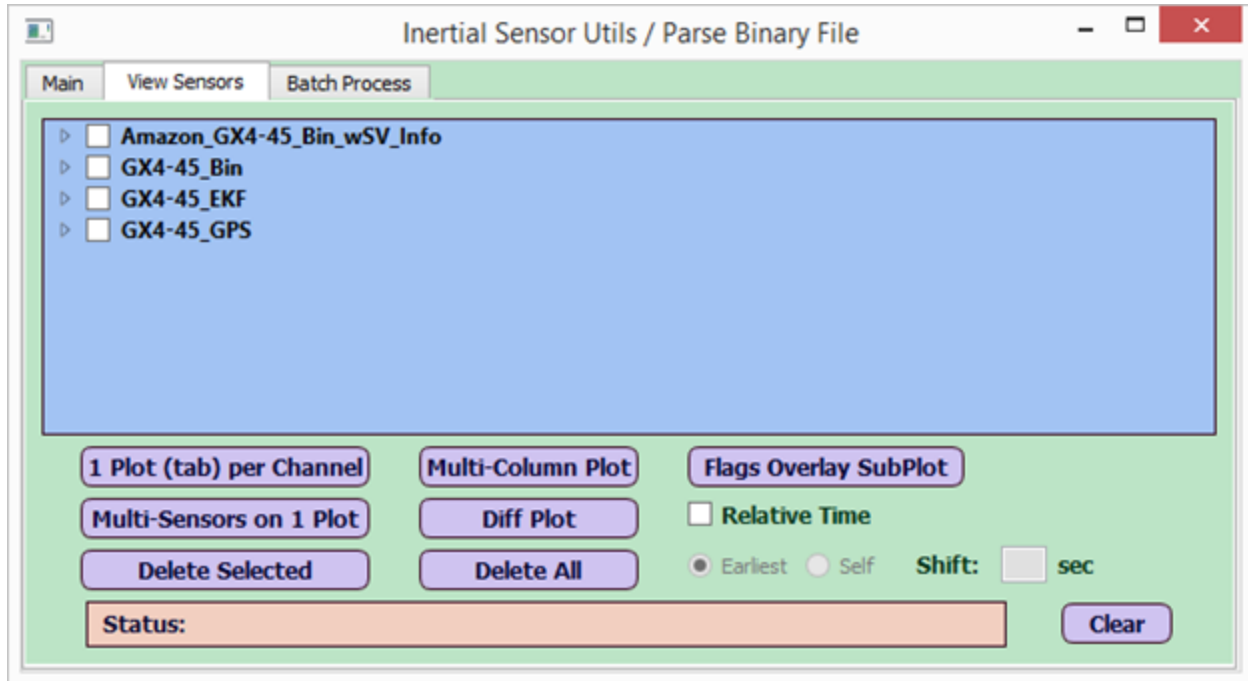 Inertial Sensor Utils / Parse Binary File
Main View Sensors Batch Process
Amazon_GX4-45_Bin_wSV_Info
GX4-45_Bin
GX4-45_EKF
GX4-45_GPS
1 Plot (tab) per Channel Multi-Column Plot Flags Overlay SubPlot
Multi-Sensors on 1 Plot Diff Plot Relative Time
Delete Selected Delete All Earliest Self Shift: sec
Status: Clear